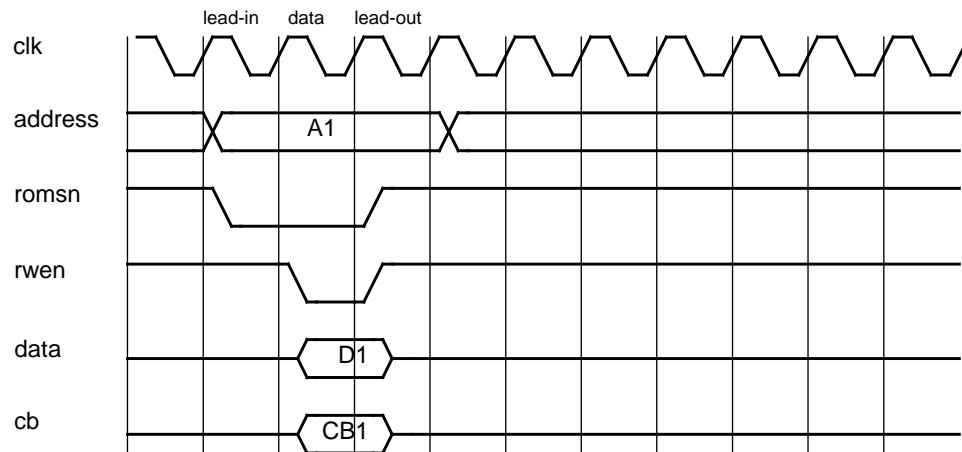 lead-in data lead-out
clk
address A1
romsn
rwen
data D1
cb CB1